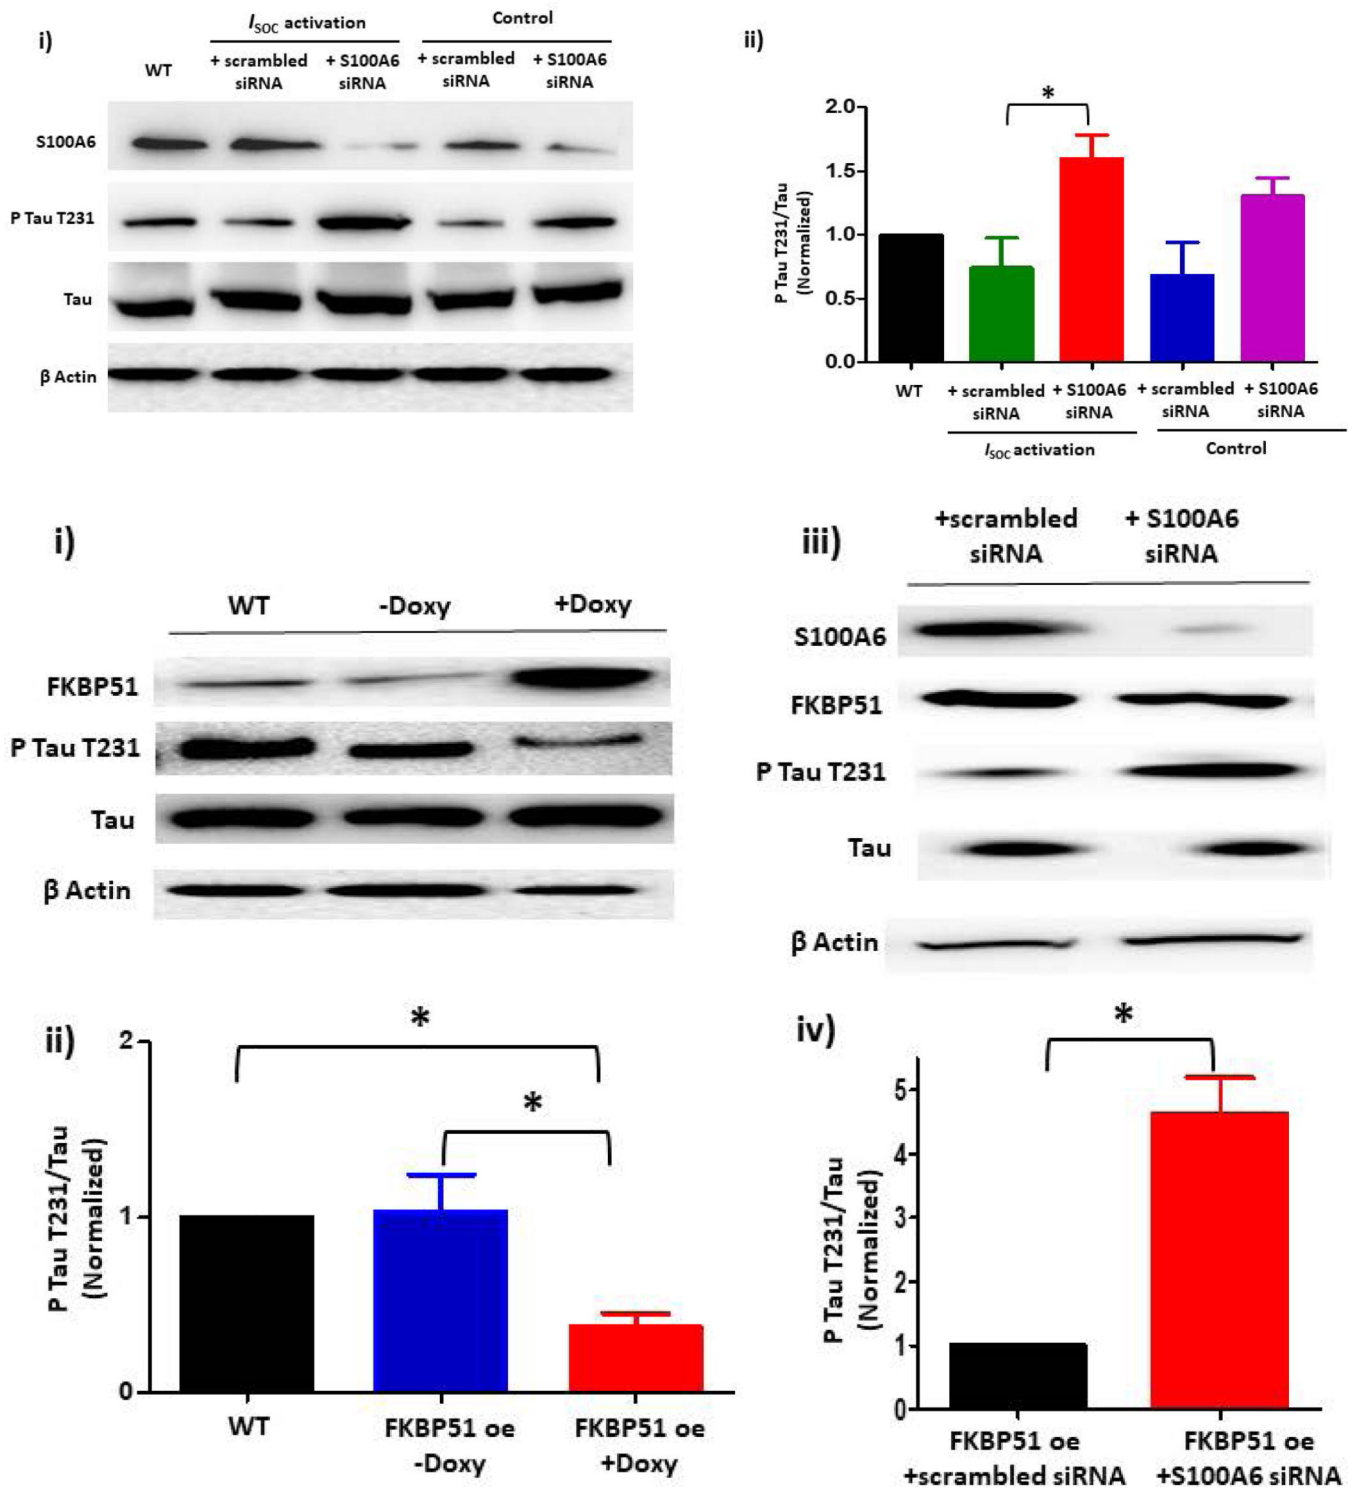 i)
I SOC activation
Control
WT
+ scrambled
siRNA
+ S100A6
siRNA
+ scrambled
siRNA
+ S100A6
siRNA
S100A6
P Tau T231
Tau
β Actin
ii)
*
P Tau T231/Tau
(Normalized)
2.0
1.5
1.0
0.5
0.0
WT
+ scrambled
siRNA
+ S100A6
siRNA
+ scrambled
siRNA
+ S100A6
siRNA
I SOC activation
Control
i)
WT
-Doxy
+Doxy
FKBP51
P Tau T231
Tau
β Actin
iii)
+scrambled
siRNA
+ S100A6
siRNA
S100A6
FKBP51
P Tau T231
Tau
β Actin
ii)
*
*
P Tau T231/Tau
(Normalized)
2
1
0
WT
FKBP51 oe
-Doxy
FKBP51 oe
+Doxy
iv)
*
P Tau T231/Tau
(Normalized)
5
4
3
2
1
0
FKBP51 oe
+scrambled siRNA
FKBP51 oe
+S100A6 siRNA